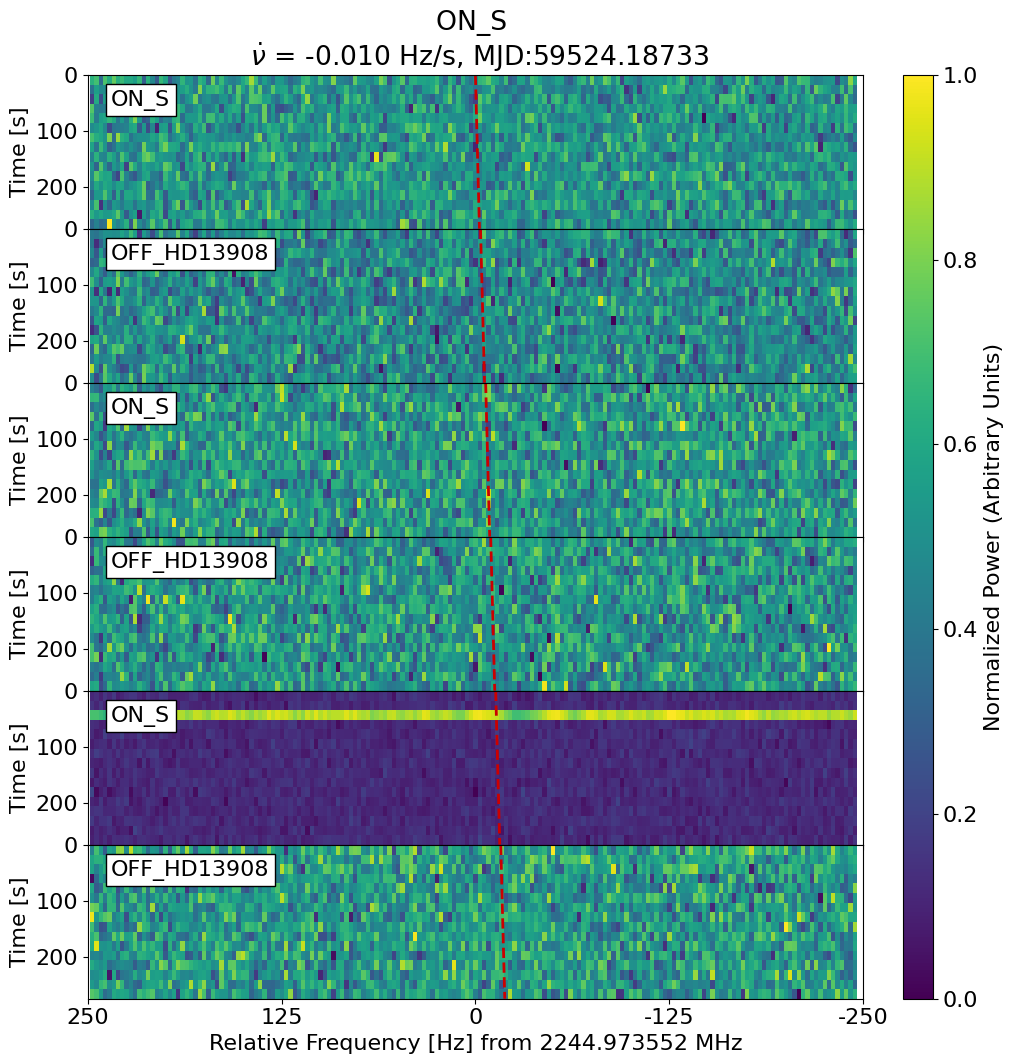 ON_S
ν̇ = -0.010 Hz/s, MJD:59524.18733
0
100
200
Time [s]
ON_S
0
100
200
Time [s]
OFF_HD13908
0
100
200
Time [s]
ON_S
0
100
200
Time [s]
OFF_HD13908
0
100
200
Time [s]
ON_S
0
100
200
Time [s]
OFF_HD13908
250 125 0 -125 -250
Relative Frequency [Hz] from 2244.973552 MHz
1.0
0.8
0.6
0.4
0.2
0.0
Normalized Power (Arbitrary Units)